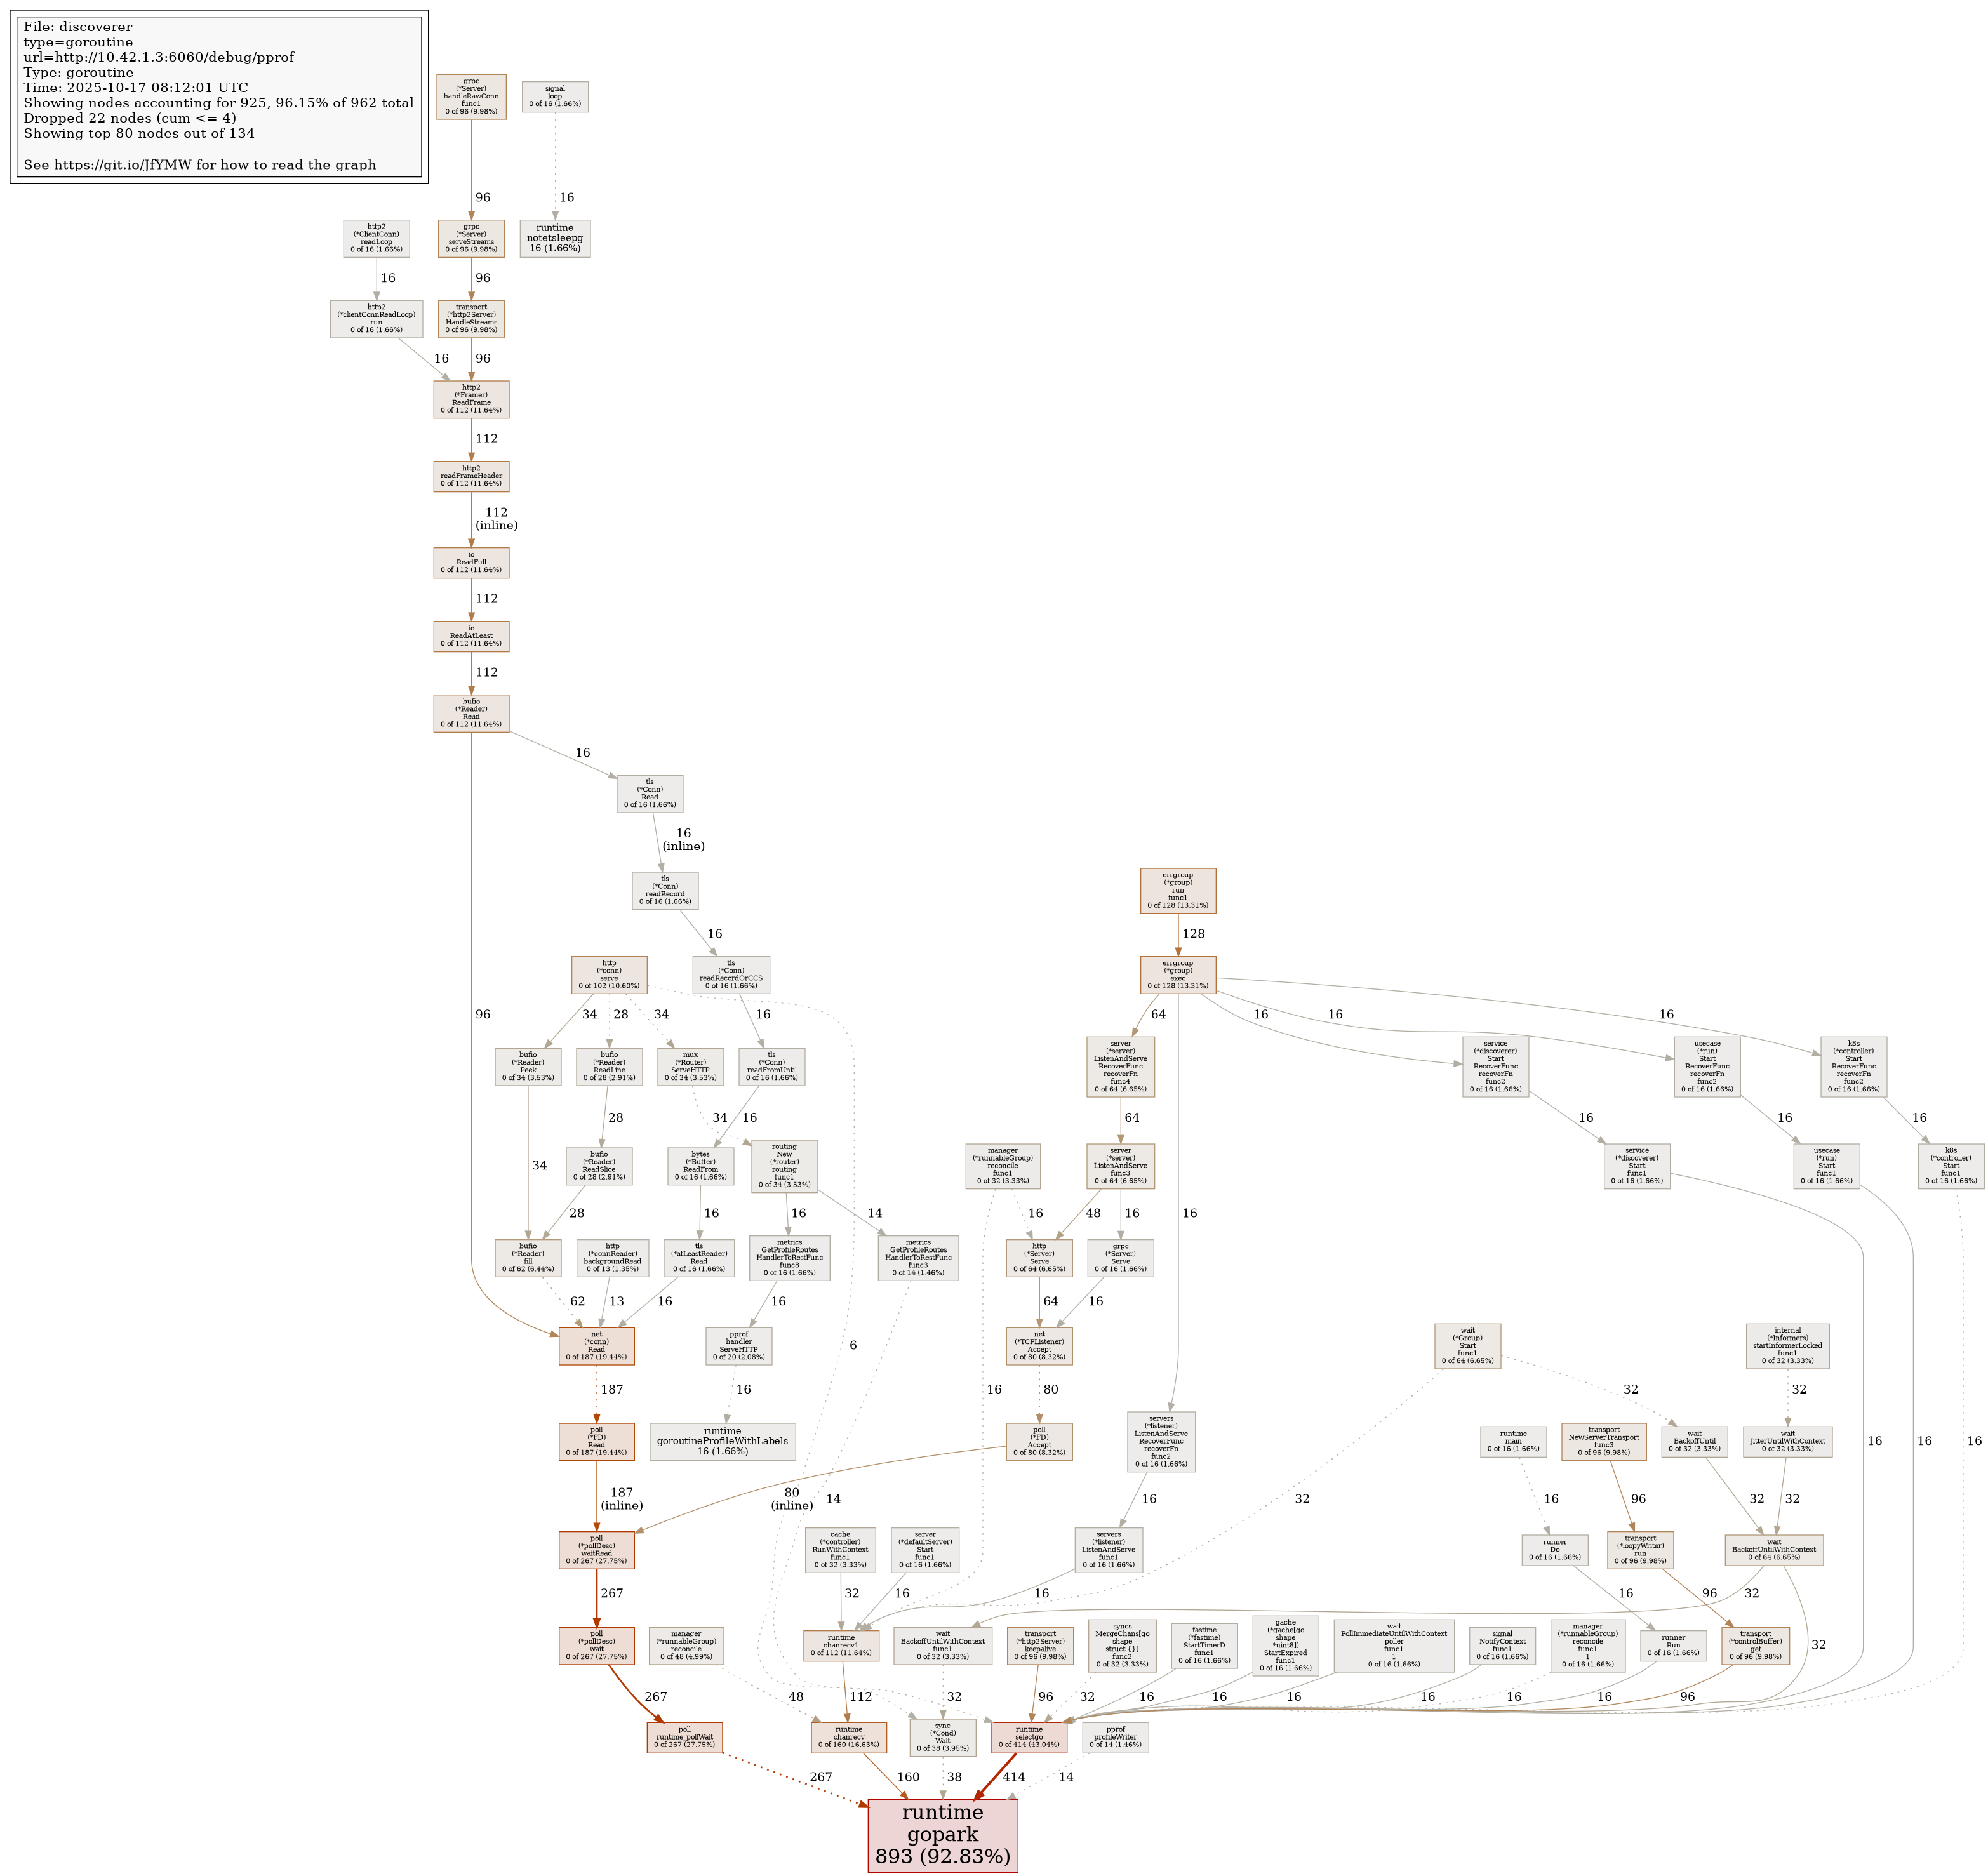 File: discoverer
type=goroutine
url=http://10.42.1.3:6060/debug/pprof
Type: goroutine
Time: 2025-10-17 08:12:01 UTC
Showing nodes accounting for 925, 96.15% of 962 total
Dropped 22 nodes (cum <= 4)
Showing top 80 nodes out of 134
See https://git.io/JfYMW for how to read the graph
grpc
(*Server)
handleRawConn
func1
0 of 96 (9.98%)
signal
loop
0 of 16 (1.66%)
96
16
http2
(*ClientConn)
readLoop
0 of 16 (1.66%)
grpc
(*Server)
serveStreams
0 of 96 (9.98%)
runtime
notetsleepg
16 (1.66%)
16
96
http2
(*clientConnReadLoop)
run
0 of 16 (1.66%)
transport
(*http2Server)
HandleStreams
0 of 96 (9.98%)
16
96
http2
(*Framer)
ReadFrame
0 of 112 (11.64%)
112
http2
readFrameHeader
0 of 112 (11.64%)
112
(inline)
io
ReadFull
0 of 112 (11.64%)
112
io
ReadAtLeast
0 of 112 (11.64%)
112
bufio
(*Reader)
Read
0 of 112 (11.64%)
16
tls
(*Conn)
Read
0 of 16 (1.66%)
16
(inline)
tls
(*Conn)
readRecord
0 of 16 (1.66%)
errgroup
(*group)
run
func1
0 of 128 (13.31%)
16
128
http
(*conn)
serve
0 of 102 (10.60%)
tls
(*Conn)
readRecordOrCCS
0 of 16 (1.66%)
errgroup
(*group)
exec
0 of 128 (13.31%)
96
34
28
34
16
64
16
16
16
bufio
(*Reader)
Peek
0 of 34 (3.53%)
bufio
(*Reader)
ReadLine
0 of 28 (2.91%)
mux
(*Router)
ServeHTTP
0 of 34 (3.53%)
tls
(*Conn)
readFromUntil
0 of 16 (1.66%)
server
(*server)
ListenAndServe
RecoverFunc
recoverFn
func4
0 of 64 (6.65%)
service
(*discoverer)
Start
RecoverFunc
recoverFn
func2
0 of 16 (1.66%)
usecase
(*run)
Start
RecoverFunc
recoverFn
func2
0 of 16 (1.66%)
k8s
(*controller)
Start
RecoverFunc
recoverFn
func2
0 of 16 (1.66%)
28
34
16
64
16
16
16
34
bufio
(*Reader)
ReadSlice
0 of 28 (2.91%)
bytes
(*Buffer)
ReadFrom
0 of 16 (1.66%)
routing
New
(*router)
routing
func1
0 of 34 (3.53%)
manager
(*runnableGroup)
reconcile
func1
0 of 32 (3.33%)
server
(*server)
ListenAndServe
func3
0 of 64 (6.65%)
service
(*discoverer)
Start
func1
0 of 16 (1.66%)
usecase
(*run)
Start
func1
0 of 16 (1.66%)
k8s
(*controller)
Start
func1
0 of 16 (1.66%)
28
16
16
14
16
48
16
16
bufio
(*Reader)
fill
0 of 62 (6.44%)
http
(*connReader)
backgroundRead
0 of 13 (1.35%)
tls
(*atLeastReader)
Read
0 of 16 (1.66%)
metrics
GetProfileRoutes
HandlerToRestFunc
func8
0 of 16 (1.66%)
metrics
GetProfileRoutes
HandlerToRestFunc
func3
0 of 14 (1.46%)
http
(*Server)
Serve
0 of 64 (6.65%)
grpc
(*Server)
Serve
0 of 16 (1.66%)
62
13
16
16
64
16
net
(*conn)
Read
0 of 187 (19.44%)
pprof
handler
ServeHTTP
0 of 20 (2.08%)
6
net
(*TCPListener)
Accept
0 of 80 (8.32%)
wait
(*Group)
Start
func1
0 of 64 (6.65%)
internal
(*Informers)
startInformerLocked
func1
0 of 32 (3.33%)
187
16
16
80
32
32
poll
(*FD)
Read
0 of 187 (19.44%)
runtime
goroutineProfileWithLabels
16 (1.66%)
poll
(*FD)
Accept
0 of 80 (8.32%)
servers
(*listener)
ListenAndServe
RecoverFunc
recoverFn
func2
0 of 16 (1.66%)
runtime
main
0 of 16 (1.66%)
transport
NewServerTransport
func3
0 of 96 (9.98%)
wait
BackoffUntil
0 of 32 (3.33%)
wait
JitterUntilWithContext
0 of 32 (3.33%)
16
16
16
187
(inline)
80
(inline)
14
16
32
16
96
32
32
poll
(*pollDesc)
waitRead
0 of 267 (27.75%)
cache
(*controller)
RunWithContext
func1
0 of 32 (3.33%)
server
(*defaultServer)
Start
func1
0 of 16 (1.66%)
servers
(*listener)
ListenAndServe
func1
0 of 16 (1.66%)
runner
Do
0 of 16 (1.66%)
transport
(*loopyWriter)
run
0 of 96 (9.98%)
wait
BackoffUntilWithContext
0 of 64 (6.65%)
267
32
16
16
16
96
32
32
poll
(*pollDesc)
wait
0 of 267 (27.75%)
manager
(*runnableGroup)
reconcile
0 of 48 (4.99%)
runtime
chanrecv1
0 of 112 (11.64%)
wait
BackoffUntilWithContext
func1
0 of 32 (3.33%)
transport
(*http2Server)
keepalive
0 of 96 (9.98%)
syncs
MergeChans[go
shape
struct {}]
func2
0 of 32 (3.33%)
fastime
(*fastime)
StartTimerD
func1
0 of 16 (1.66%)
gache
(*gache[go
shape
*uint8])
StartExpired
func1
0 of 16 (1.66%)
wait
PollImmediateUntilWithContext
poller
func1
1
0 of 16 (1.66%)
signal
NotifyContext
func1
0 of 16 (1.66%)
manager
(*runnableGroup)
reconcile
func1
1
0 of 16 (1.66%)
runner
Run
0 of 16 (1.66%)
transport
(*controlBuffer)
get
0 of 96 (9.98%)
267
48
112
32
96
32
16
16
16
16
16
16
96
poll
runtime_pollWait
0 of 267 (27.75%)
runtime
chanrecv
0 of 160 (16.63%)
sync
(*Cond)
Wait
0 of 38 (3.95%)
runtime
selectgo
0 of 414 (43.04%)
pprof
profileWriter
0 of 14 (1.46%)
267
160
38
414
14
runtime
gopark
893 (92.83%)